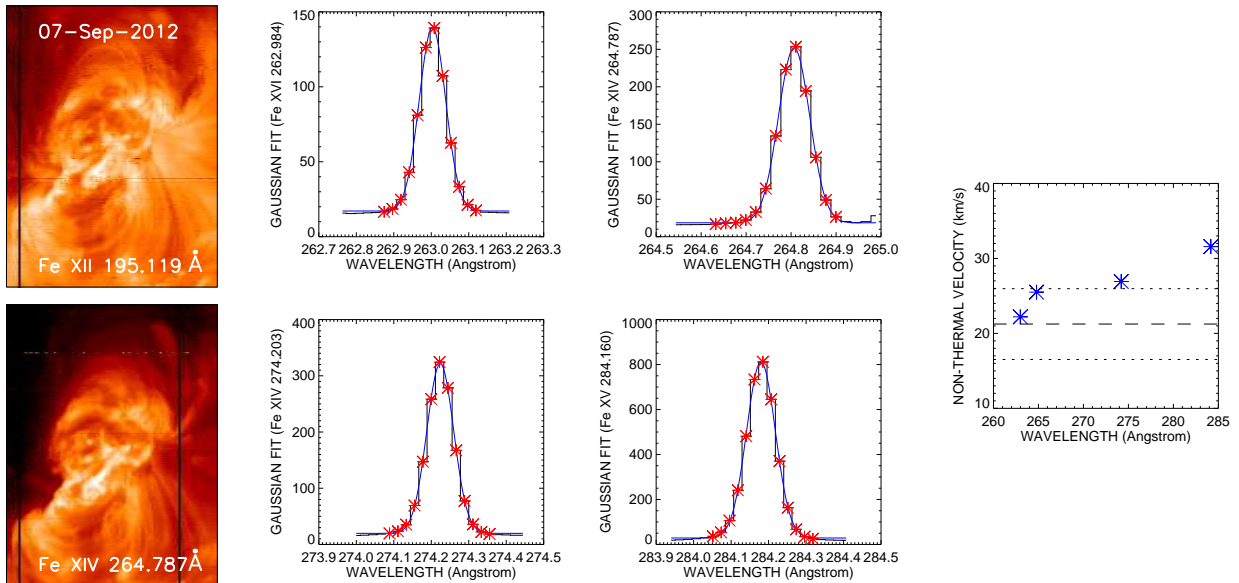 07-Sep-2012
Fe XII 195.119 Å
Fe XIV 264.787Å
GAUSSIAN FIT (Fe XVI 262.984)
150
100
50
0
262.7 262.8 262.9 263.0 263.1 263.2 263.3
WAVELENGTH (Angstrom)
GAUSSIAN FIT (Fe XIV 264.787)
300
250
200
150
100
50
0
264.5 264.6 264.7 264.8 264.9 265.0
WAVELENGTH (Angstrom)
GAUSSIAN FIT (Fe XIV 274.203)
400
300
200
100
0
273.9 274.0 274.1 274.2 274.3 274.4 274.5
WAVELENGTH (Angstrom)
GAUSSIAN FIT (Fe XV 284.160)
1000
800
600
400
200
0
283.9 284.0 284.1 284.2 284.3 284.4 284.5
WAVELENGTH (Angstrom)
NON-THERMAL VELOCITY (km/s)
40
30
20
10
260 265 270 275 280 285
WAVELENGTH (Angstrom)